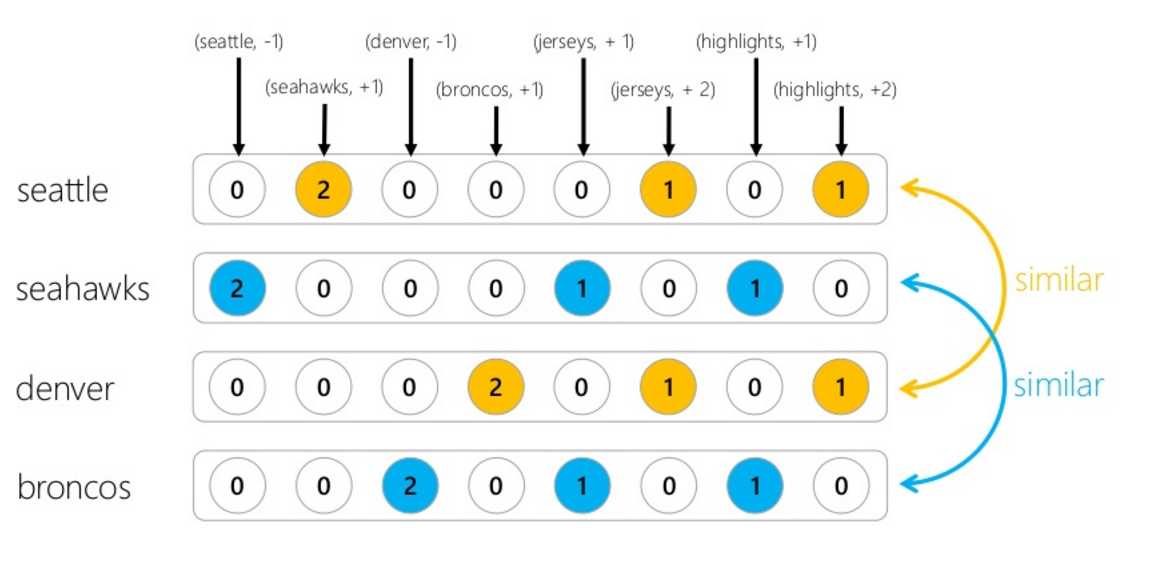 (seattle, -1) (denver, -1) (jerseys, + 1) (highlights, +1)
(seahawks, +1) (broncos, +1) (jerseys, + 2) (highlights, +2)
seattle 0 2 0 0 0 1 0 1
similar
seahawks 2 0 0 0 1 0 1 0
denver 0 0 0 2 0 1 0 1
similar
broncos 0 0 2 0 1 0 1 0